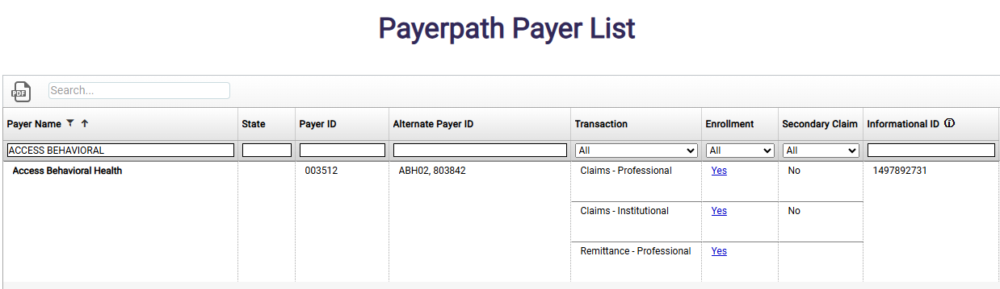 Payerpath Payer List
PDF
Search...
Payer Name State Payer ID Alternate Payer ID Transaction Enrollment Secondary Claim Informational ID
ACCESS BEHAVIORAL All All All
Access Behavioral Health 003512 ABH02, 803842 Claims - Professional Yes No 1497892731
Claims - Institutional Yes No
Remittance - Professional Yes